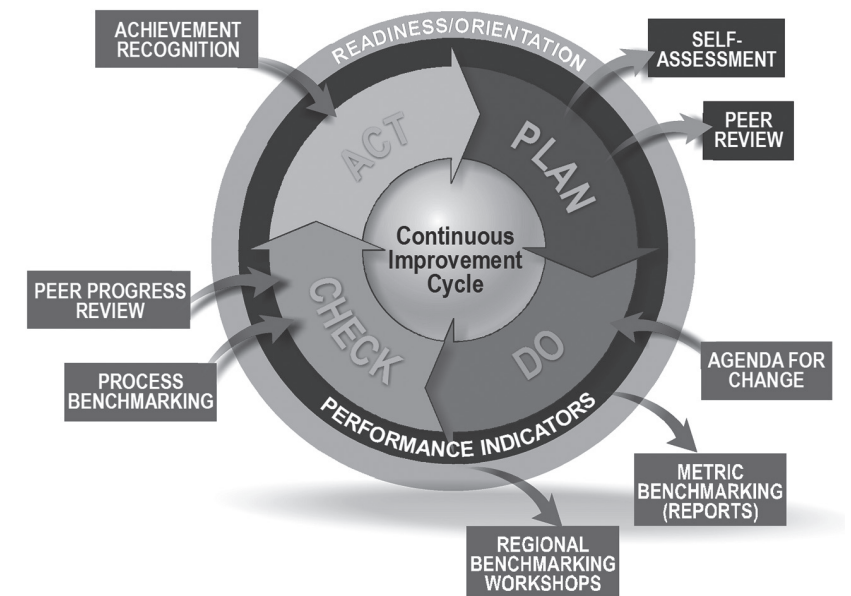 ACHIEVEMENT
RECOGNITION
READINESS/ORIENTATION
SELF-
ASSESSMENT
PEER
REVIEW
ACT
PLAN
Continuous
Improvement
Cycle
PEER PROGRESS
REVIEW
CHECK
DO
PROCESS
BENCHMARKING
AGENDA FOR
CHANGE
PERFORMANCE INDICATORS
METRIC
BENCHMARKING
(REPORTS)
REGIONAL
BENCHMARKING
WORKSHOPS